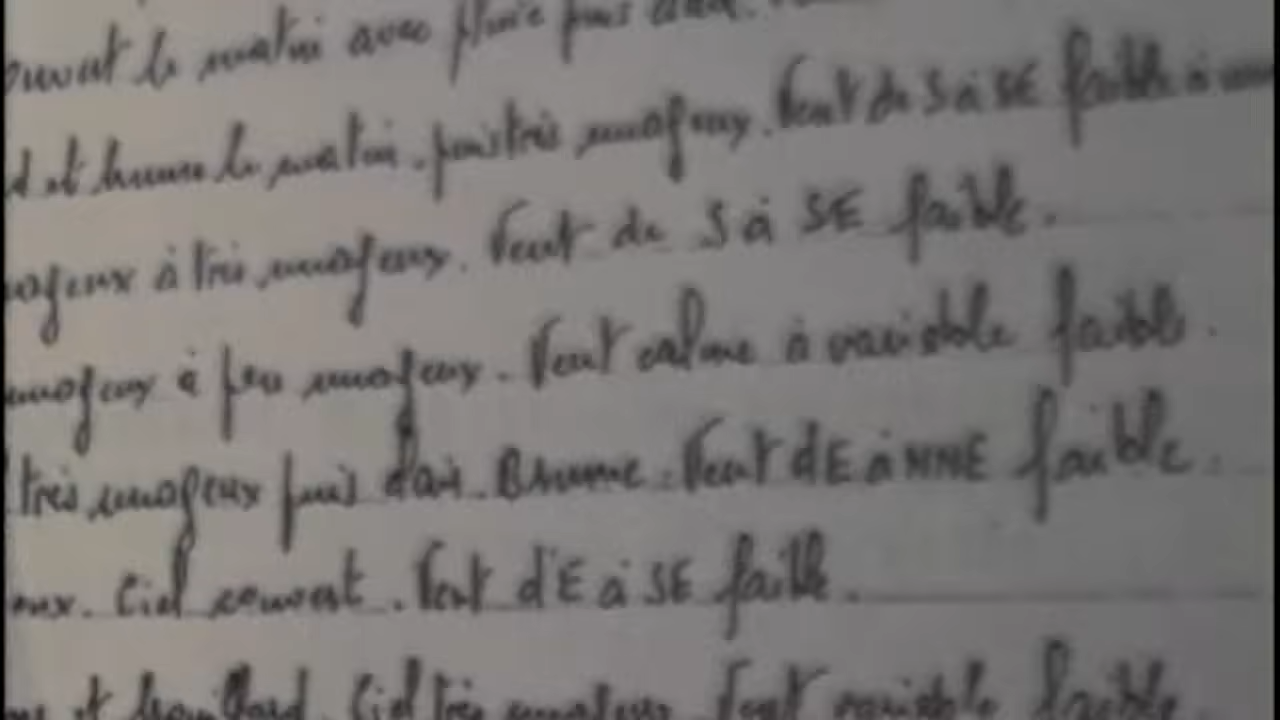 ouvert le matin avec pluie puis clair.
d et brume le matin. puis très nuageux. Vent de S à SE faible à
nuageux à très nuageux. Vent de S à SE faible.
nuageux à peu nuageux. Vent calme à variable faible.
très nuageux puis clair. Brume. Vent d'E à NNE faible.
eux. Ciel couvert. Vent d'E à SE faible.
et brouillard. Ciel très nuageux. Vent variable faible.